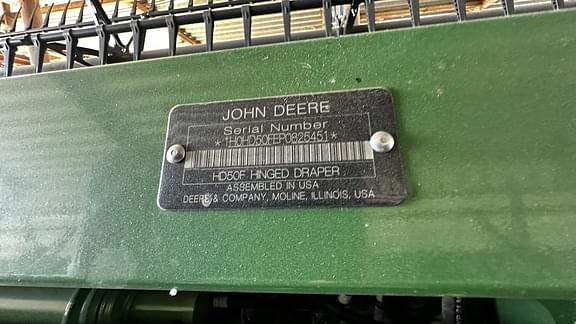 JOHN DEERE
Serial Number
*1H0HD50FEP0825451*
HD50F HINGED DRAPER
ASSEMBLED IN USA
DEERE & COMPANY, MOLINE, ILLINOIS, USA